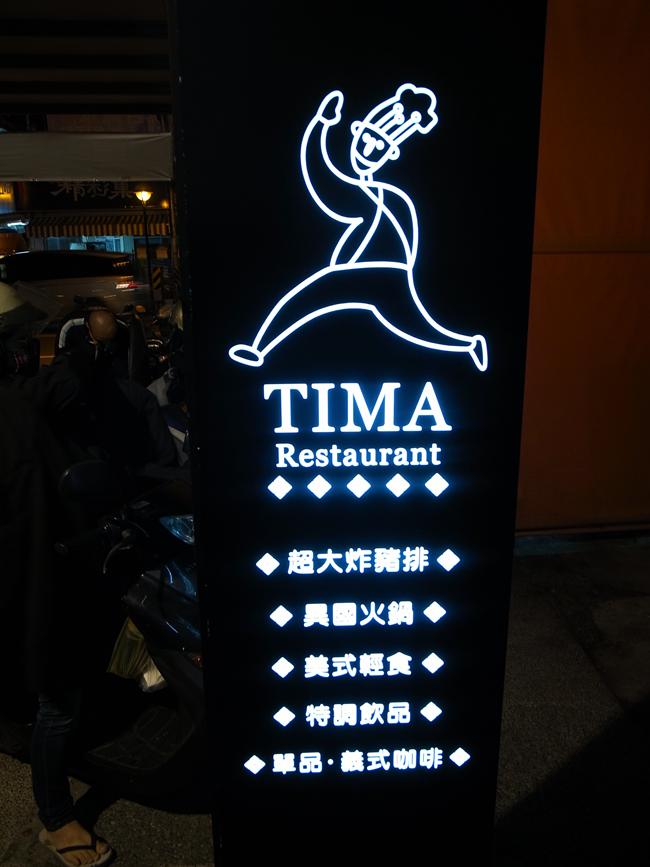 TIMA
Restaurant
超大炸豬排
異國火鍋
美式輕食
特調飲品
單品·義式咖啡